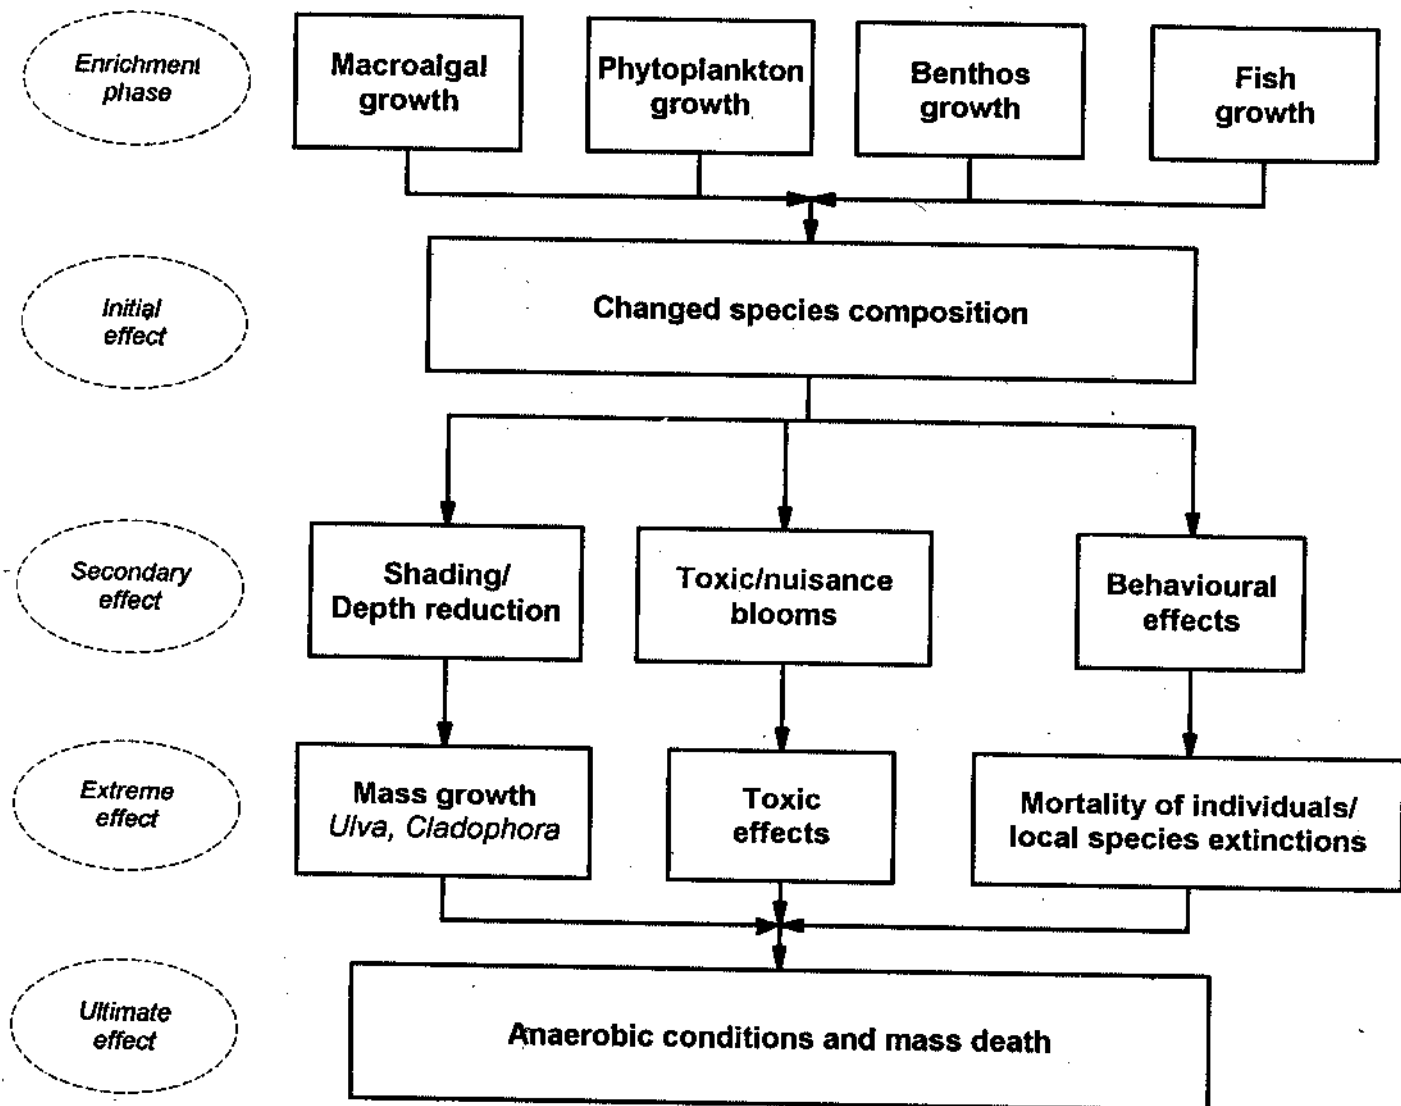 Enrichment
phase
Macroalgal
growth
Phytoplankton
growth
Benthos
growth
Fish
growth
Initial
effect
Changed species composition
Secondary
effect
Shading/
Depth reduction
Toxic/nuisance
blooms
Behavioural
effects
Extreme
effect
Mass growth
Ulva, Cladophora
Toxic
effects
Mortality of individuals/
local species extinctions
Ultimate
effect
Anaerobic conditions and mass death